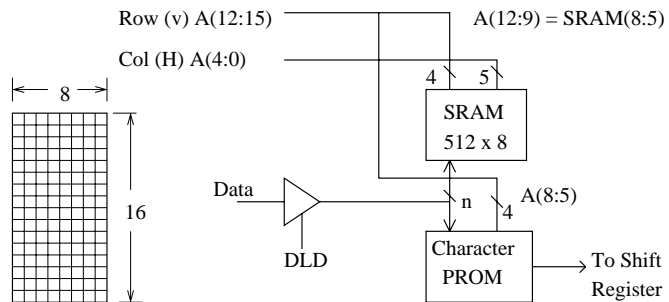 Row (v) A(12:15)
A(12:9) = SRAM(8:5)
Col (H) A(4:0)
4
5
8
SRAM
512 x 8
Data
n
A(8:5)
4
16
DLD
Character
PROM
To Shift
Register